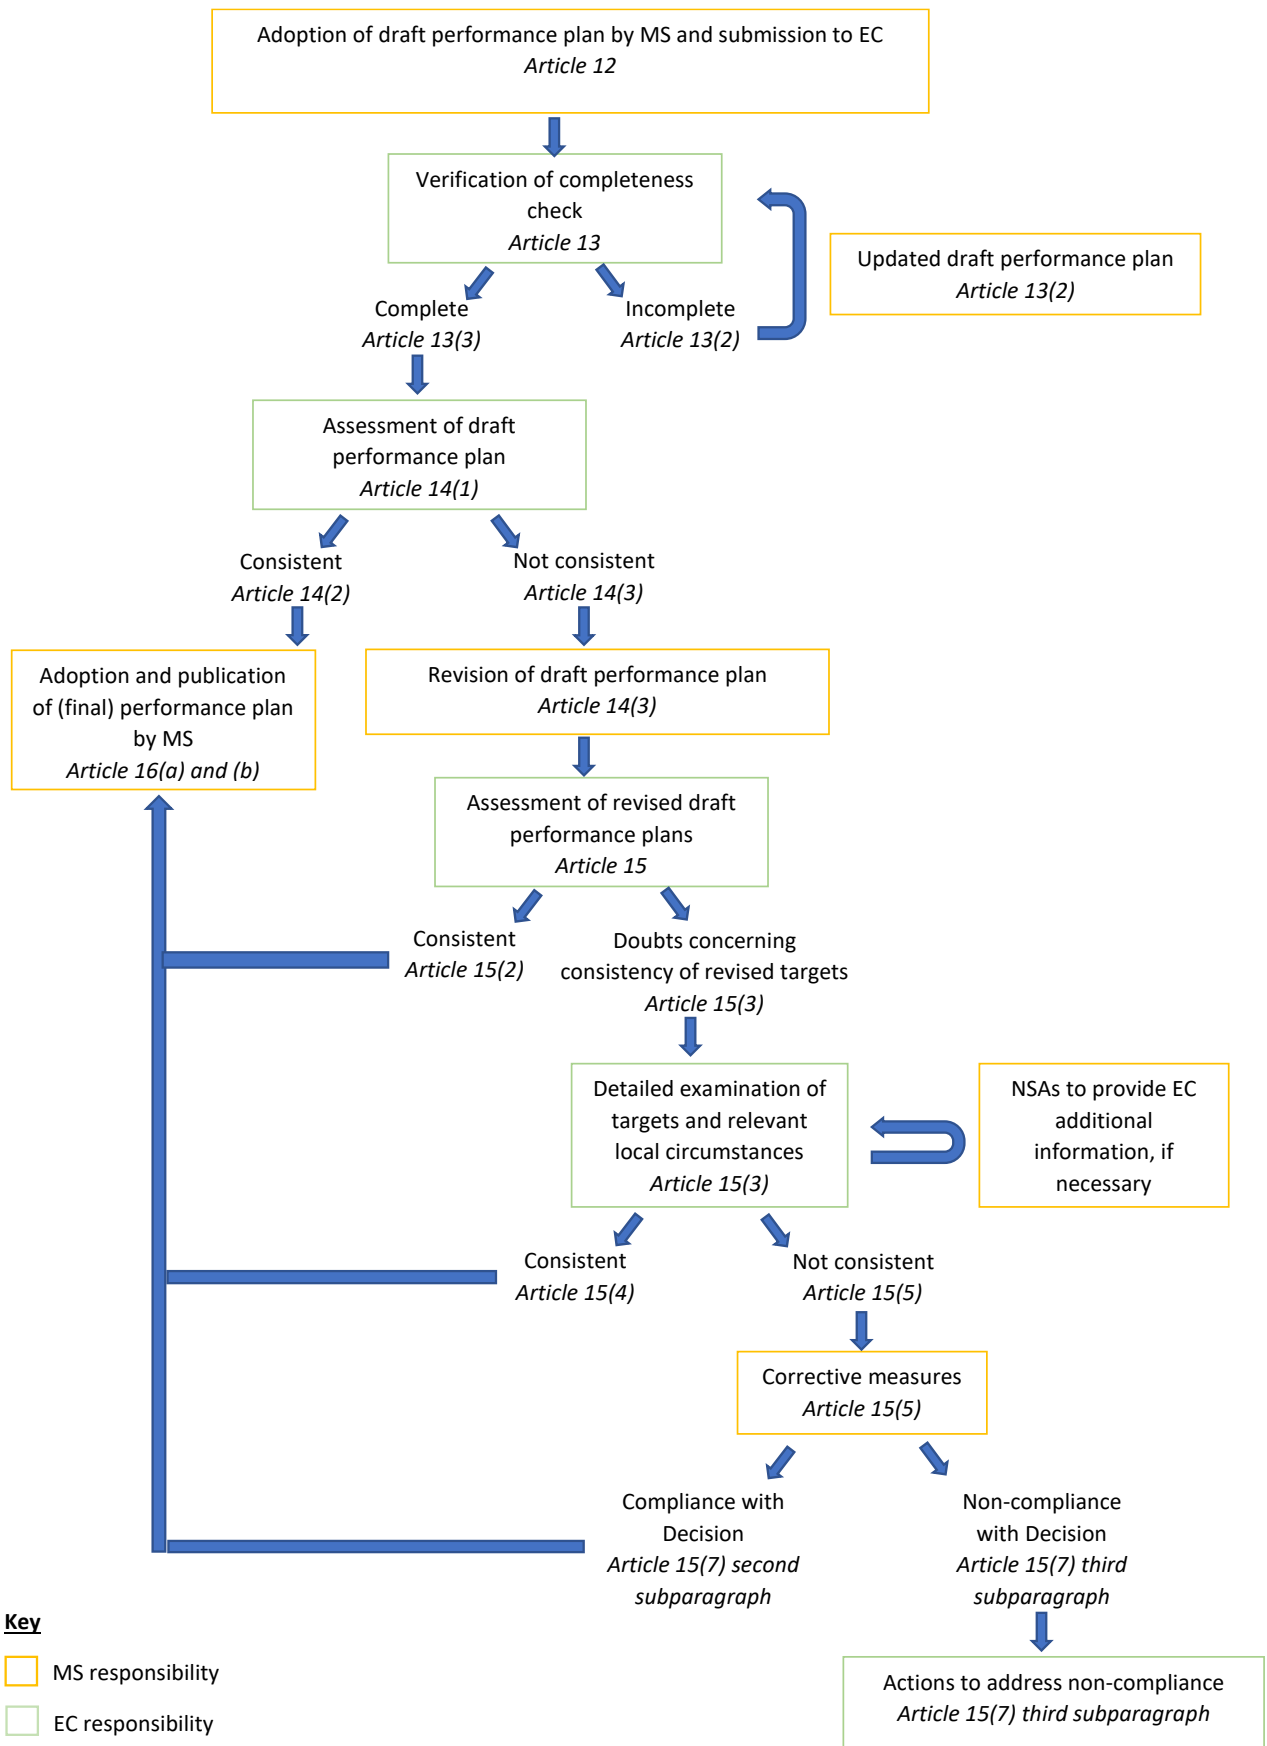 Adoption of draft performance plan by MS and submission to EC
Article 12
Verification of completeness
check
Article 13
Updated draft performance plan
Article 13(2)
Complete
Article 13(3)
Incomplete
Article 13(2)
Assessment of draft
performance plan
Article 14(1)
Consistent
Article 14(2)
Not consistent
Article 14(3)
Adoption and publication
of (final) performance plan
by MS
Article 16(a) and (b)
Revision of draft performance plan
Article 14(3)
Assessment of revised draft
performance plans
Article 15
Consistent
Article 15(2)
Doubts concerning
consistency of revised targets
Article 15(3)
Detailed examination of
targets and relevant
local circumstances
Article 15(3)
NSAs to provide EC
additional
information, if
necessary
Consistent
Article 15(4)
Not consistent
Article 15(5)
Corrective measures
Article 15(5)
Compliance with
Decision
Article 15(7) second
subparagraph
Non-compliance
with Decision
Article 15(7) third
subparagraph
Actions to address non-compliance
Article 15(7) third subparagraph
Key
MS responsibility
EC responsibility